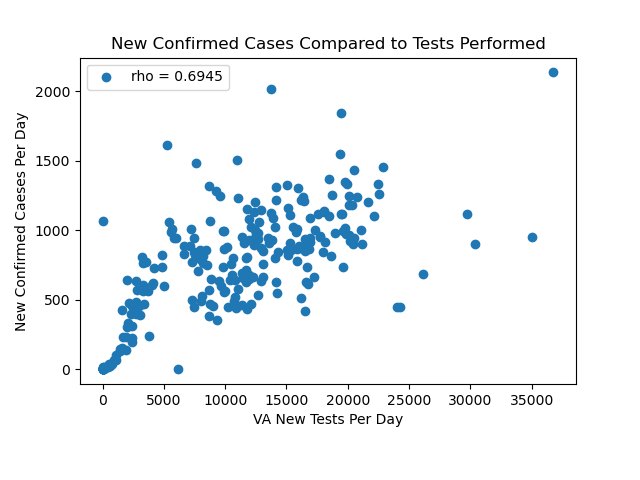 New Confirmed Cases Compared to Tests Performed
rho = 0.6945
New Confirmed Caeses Per Day
2000
1500
1000
500
0
0 5000 10000 15000 20000 25000 30000 35000
VA New Tests Per Day